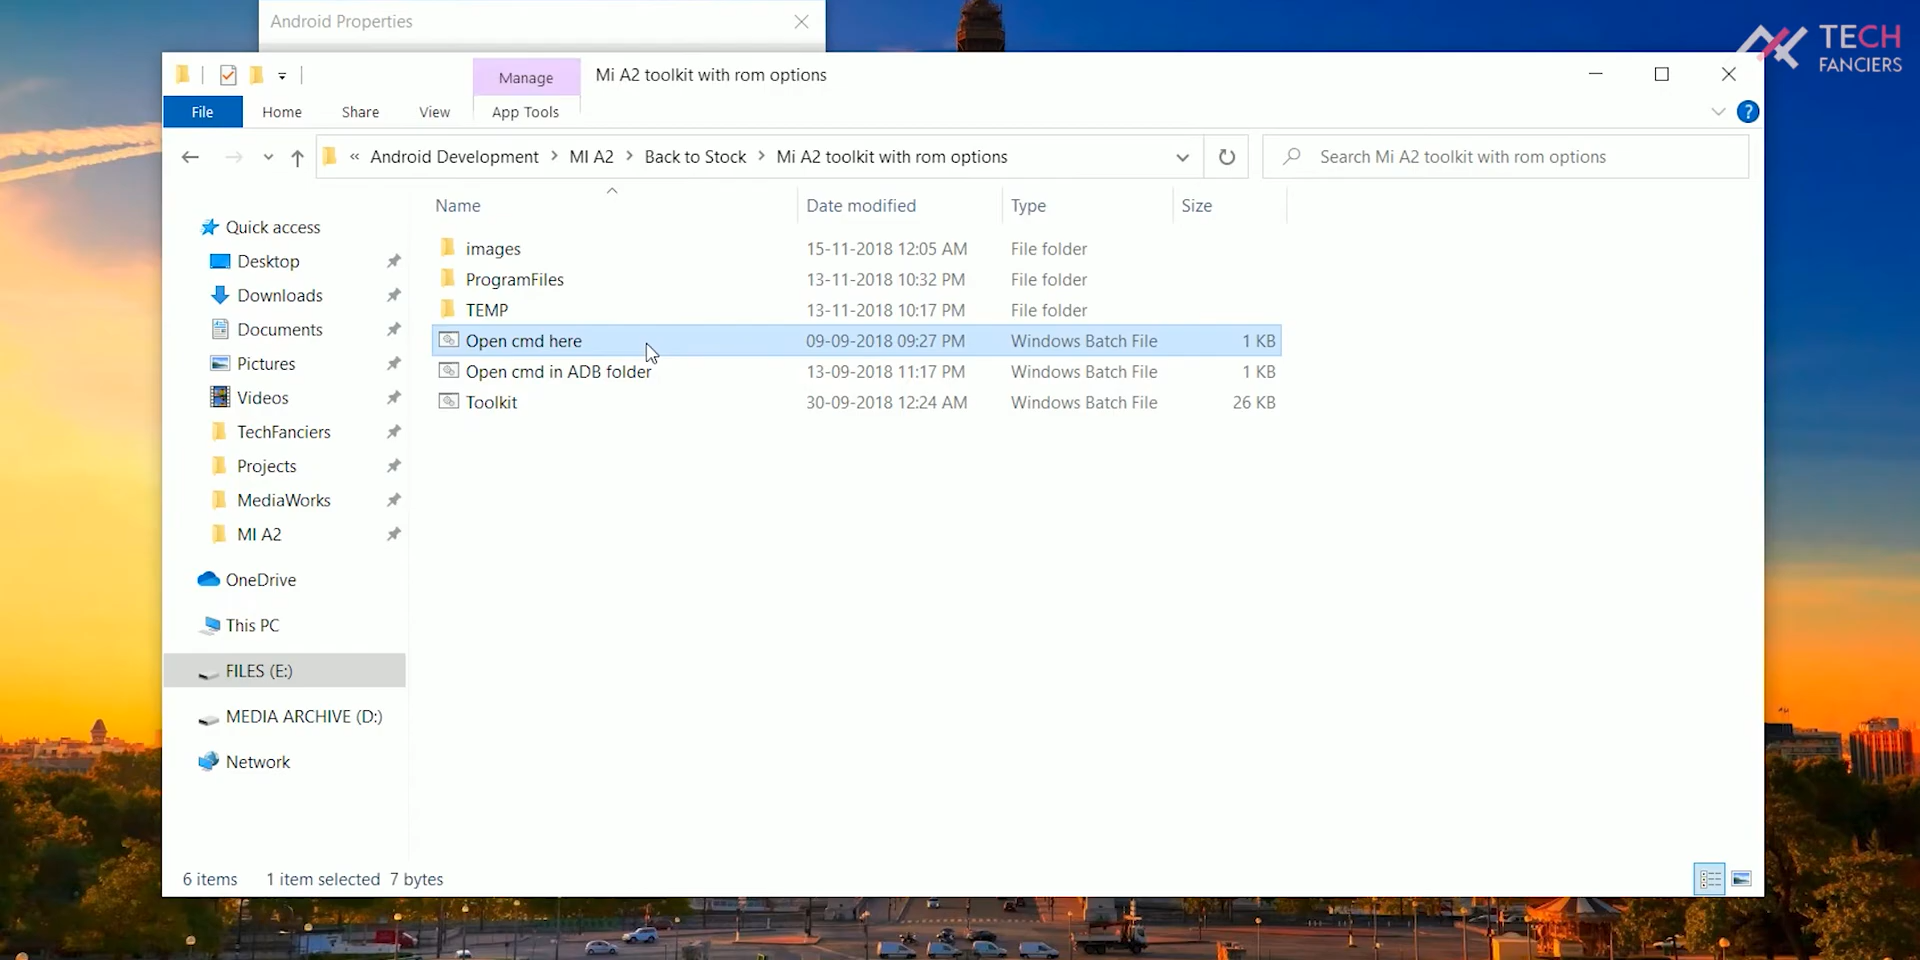 Android Properties
TECH
FANCIERS
Manage
Mi A2 toolkit with rom options
File
Home
Share
View
App Tools
?
« Android Development > MI A2 > Back to Stock > Mi A2 toolkit with rom options
Search Mi A2 toolkit with rom options
Name
Date modified
Type
Size
Quick access
Desktop
Downloads
Documents
Pictures
Videos
TechFanciers
Projects
MediaWorks
MI A2
OneDrive
This PC
FILES (E:)
MEDIA ARCHIVE (D:)
Network
images 15-11-2018 12:05 AM File folder
ProgramFiles 13-11-2018 10:32 PM File folder
TEMP 13-11-2018 10:17 PM File folder
Open cmd here 09-09-2018 09:27 PM Windows Batch File 1 KB
Open cmd in ADB folder 13-09-2018 11:17 PM Windows Batch File 1 KB
Toolkit 30-09-2018 12:24 AM Windows Batch File 26 KB
6 items 1 item selected 7 bytes